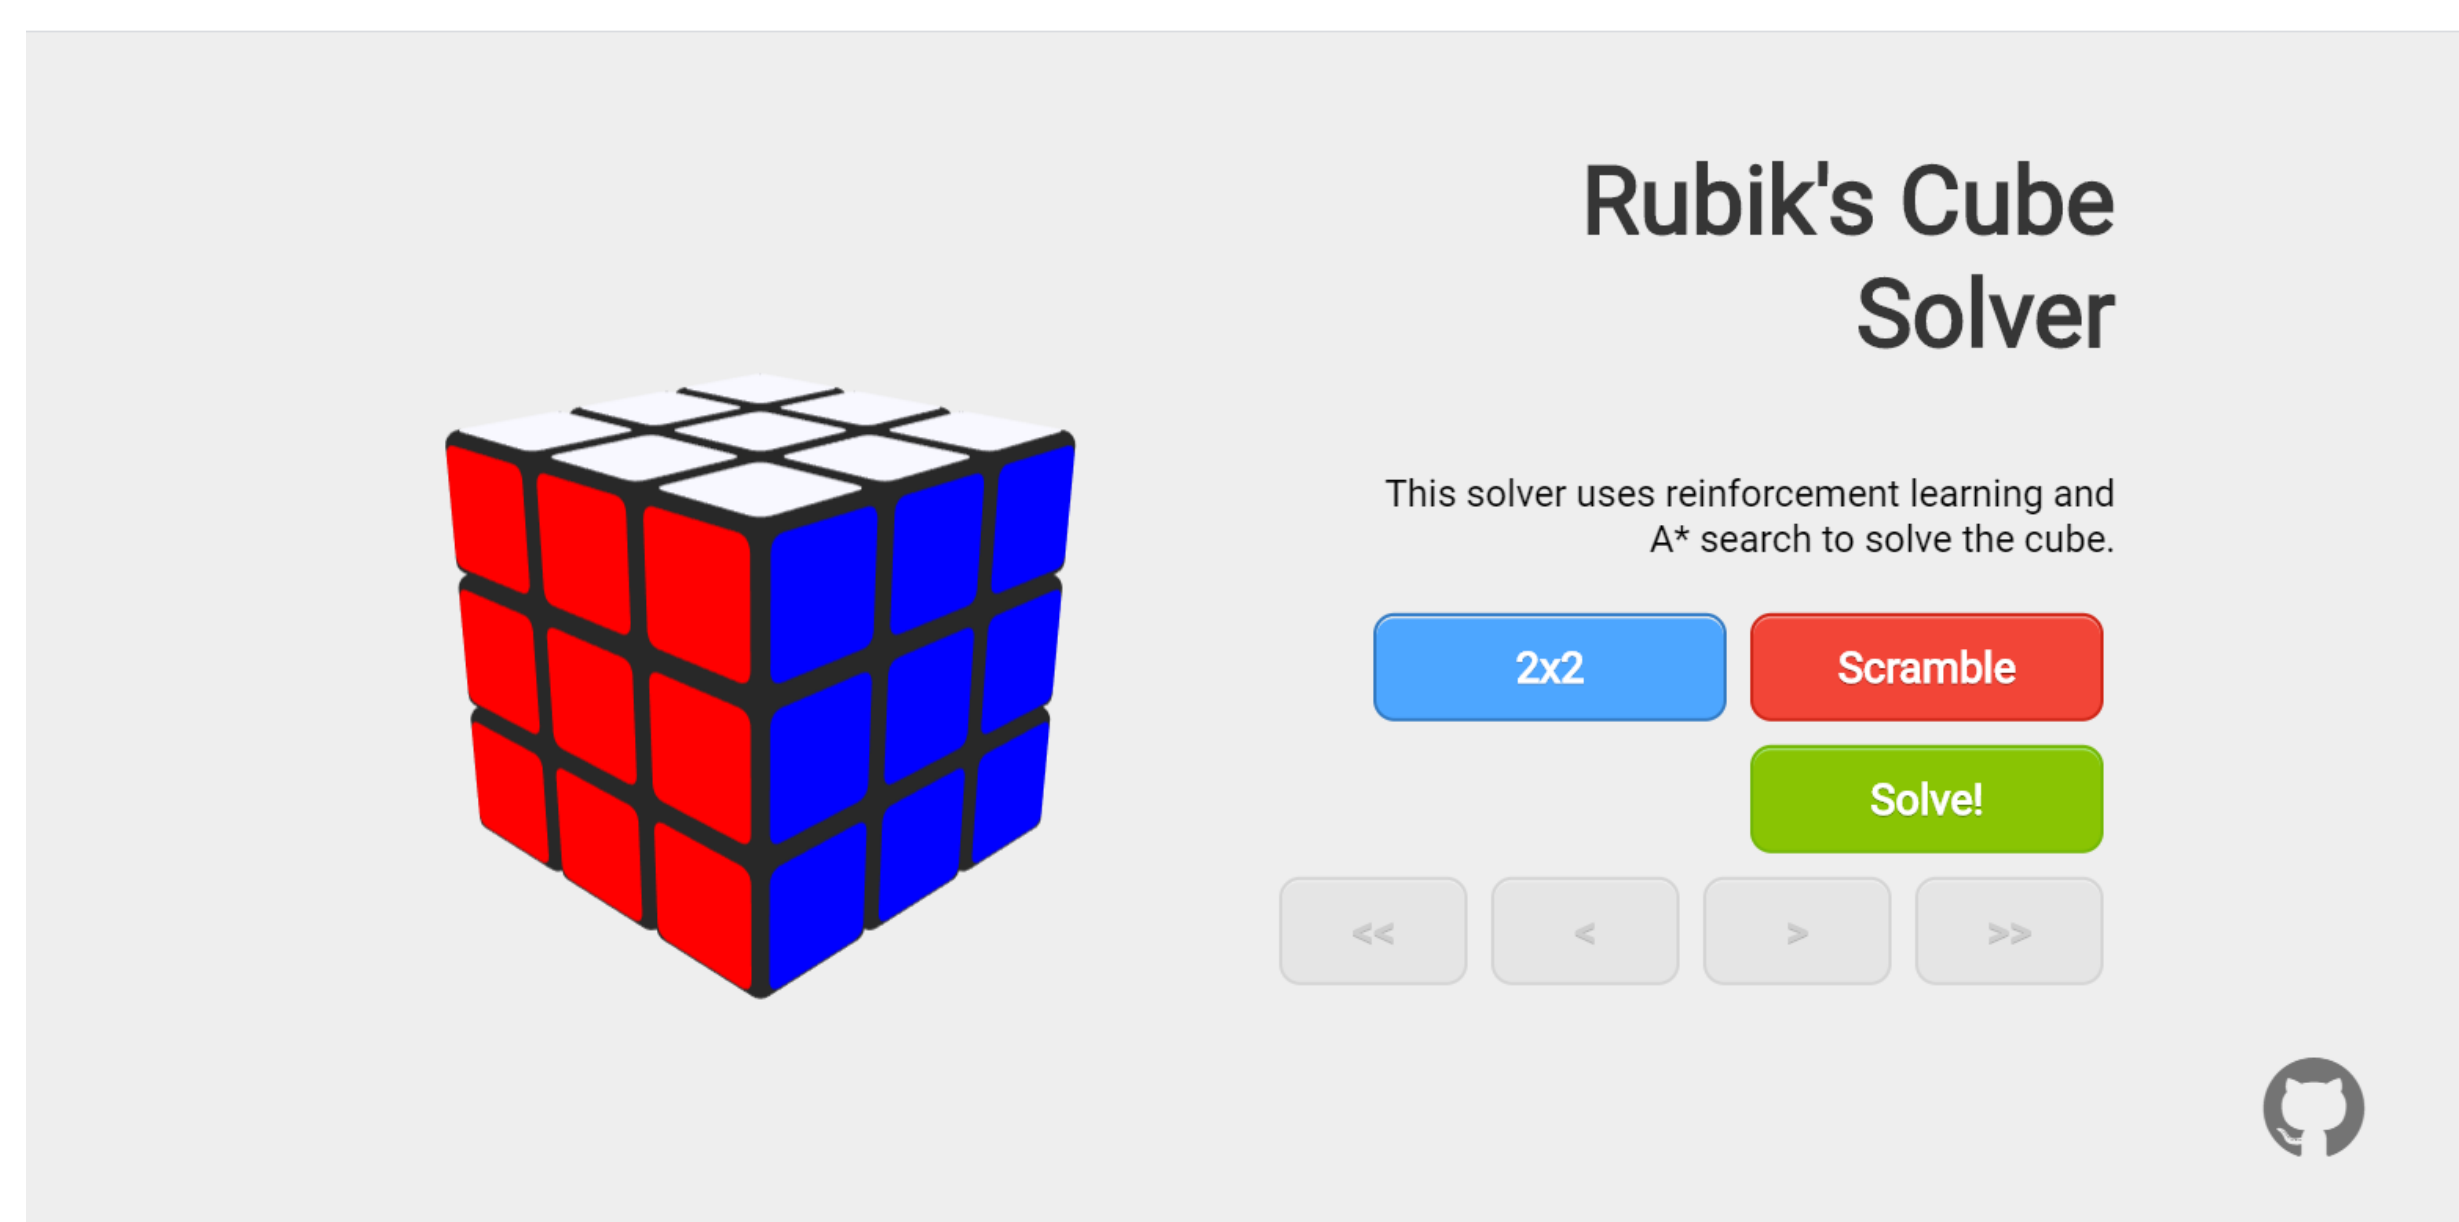 Rubik's Cube
Solver
This solver uses reinforcement learning and
A* search to solve the cube.
2x2
Scramble
Solve!
<<
<
>
>>